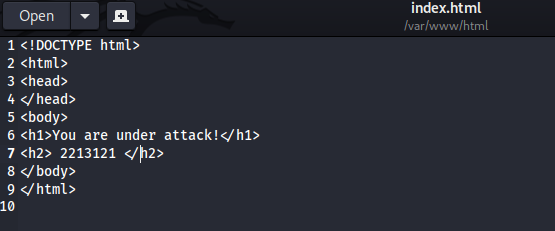 Open
index.html
/var/www/html
1 <!DOCTYPE html>
2 <html>
3 <head>
4 </head>
5 <body>
6 <h1>You are under attack!</h1>
7 <h2> 2213121 </h2>
8 </body>
9 </html>
10